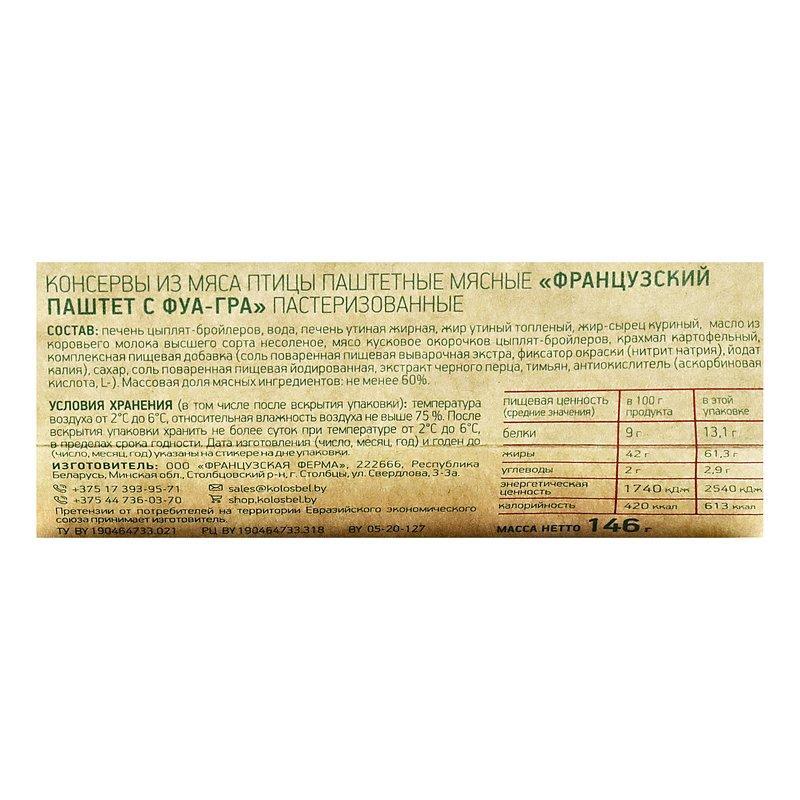 КОНСЕРВЫ ИЗ МЯСА ПТИЦЫ ПАШТЕТНЫЕ МЯСНЫЕ «ФРАНЦУЗСКИЙ
ПАШТЕТ С ФУА-ГРА» ПАСТЕРИЗОВАННЫЕ
СОСТАВ: печень цыплят-бройлеров, вода, печень утиная жирная, жир утиный топленый, жир-сырец куриный, масло из
коровьего молока высшего сорта несоленое, мясо кусковое окорочков цыплят-бройлеров, крахмал картофельный,
комплексная пищевая добавка (соль поваренная пищевая выварочная экстра, фиксатор окраски (нитрит натрия), йодат
калия), сахар, соль поваренная пищевая йодированная, экстракт черного перца, тимьян, антиокислитель (аскорбиновая
кислота, L-). Массовая доля мясных ингредиентов: не менее 60%.
УСЛОВИЯ ХРАНЕНИЯ (в том числе после вскрытия упаковки): температура
воздуха от 2°С до 6°С, относительная влажность воздуха не выше 75 %. После
вскрытия упаковки хранить не более суток при температуре от 2°С до 6°С,
в пределах срока годности. Дата изготовления (число, месяц, год) и годен до
(число, месяц, год) указаны на стикере на дне упаковки.
ИЗГОТОВИТЕЛЬ: ООО «ФРАНЦУЗСКАЯ ФЕРМА», 222666, Республика
Беларусь, Минская обл., Столбцовский р-н, г. Столбцы, ул. Свердлова, 3-3а.
+375 17 393-95-71 sales@kolosbel.by
+375 44 736-03-70 shop.kolosbel.by
Претензии от потребителей на территории Евразийского экономического
союза принимает изготовитель.
ТУ BY 190464733.021 РЦ BY 190464733.318 BY 05-20-127
ПИЩЕВАЯ ЦЕННОСТЬ (средние значения) в 100 г продукта в этой упаковке
белки 9 г 13,1 г
жиры 42 г 61,3 г
углеводы 2 г 2,9 г
энергетическая ценность 1740 кДж 2540 кДж
калорийность 420 ккал 613 ккал
МАССА НЕТТО 146 г